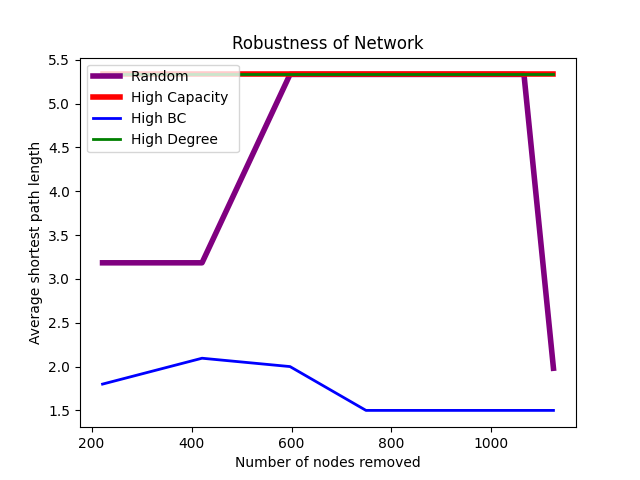 Robustness of Network
Random
High Capacity
High BC
High Degree
5.5
5.0
4.5
4.0
3.5
3.0
2.5
2.0
1.5
Average shortest path length
200 400 600 800 1000
Number of nodes removed